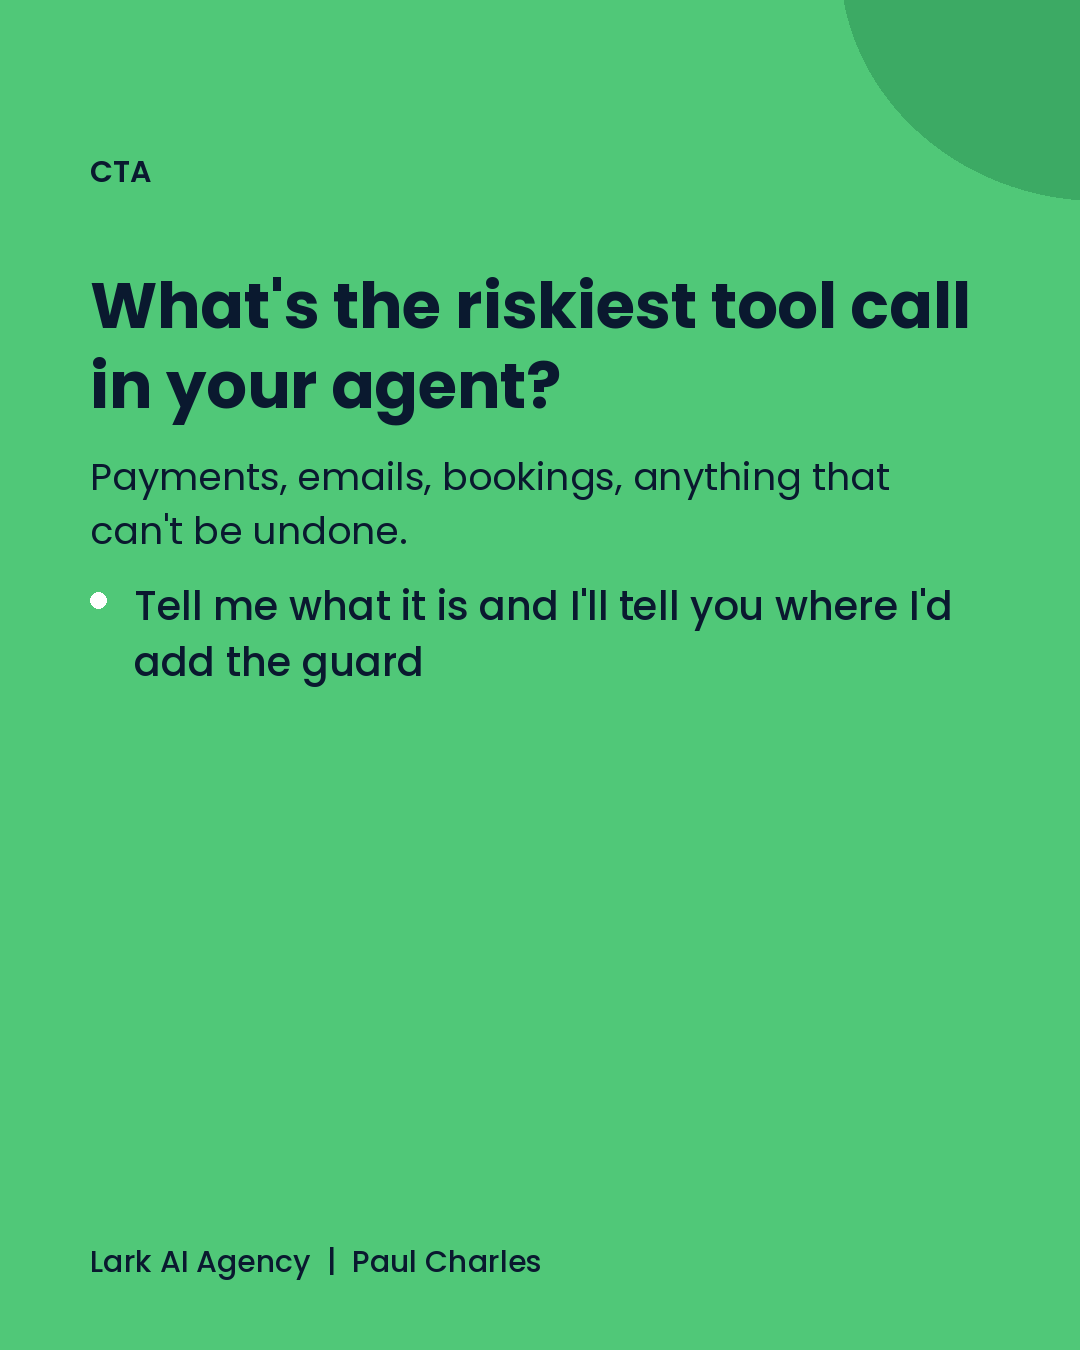 CTA
What's the riskiest tool call
in your agent?
Payments, emails, bookings, anything that
can't be undone.
Tell me what it is and I'll tell you where I'd
add the guard
Lark AI Agency | Paul Charles